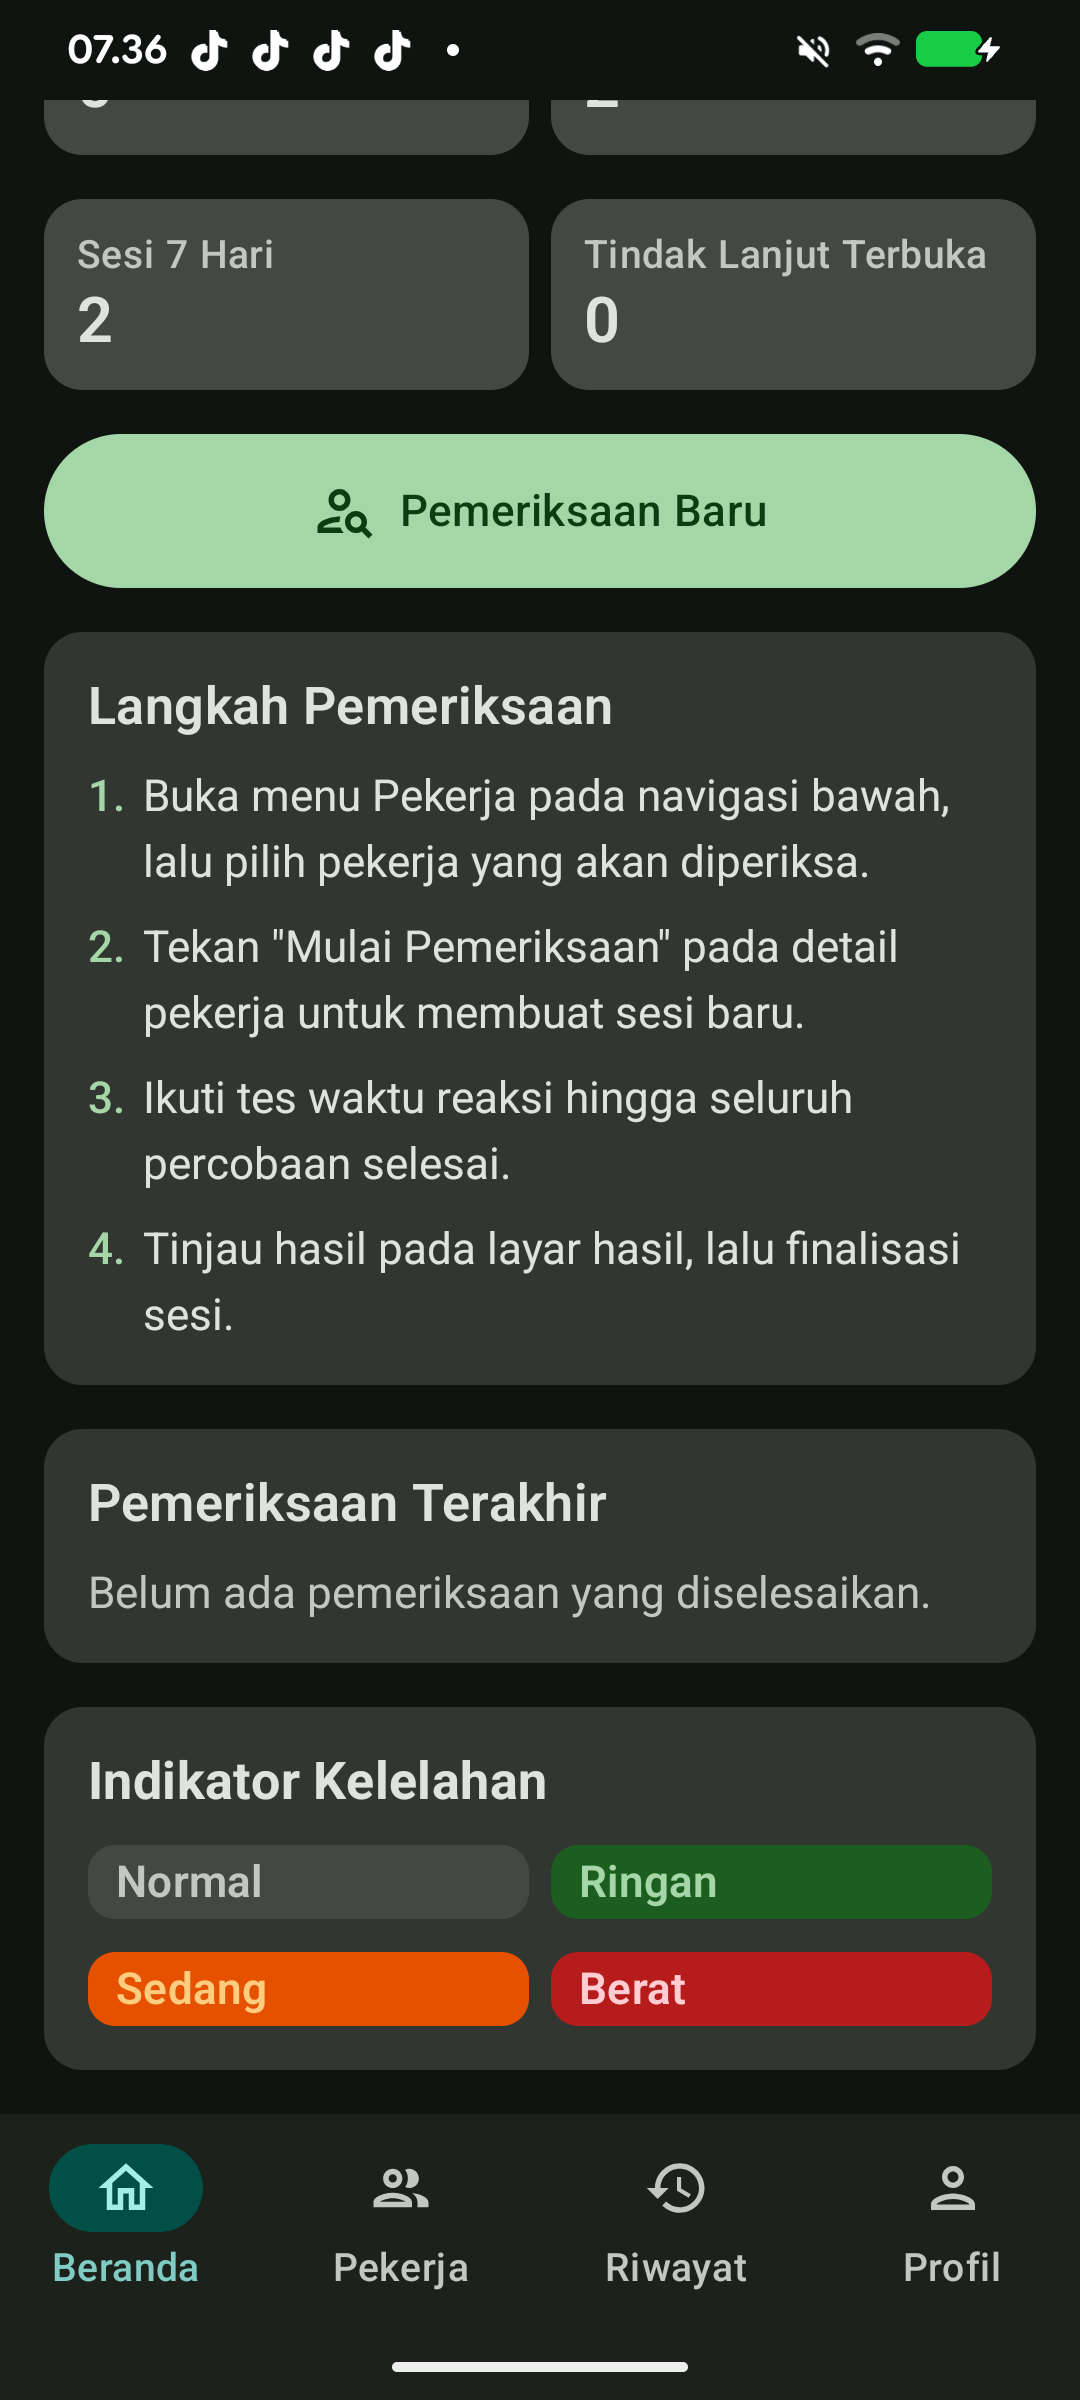 07.36
Sesi 7 Hari
2
Tindak Lanjut Terbuka
0
Pemeriksaan Baru
Langkah Pemeriksaan
1. Buka menu Pekerja pada navigasi bawah,
lalu pilih pekerja yang akan diperiksa.
2. Tekan "Mulai Pemeriksaan" pada detail
pekerja untuk membuat sesi baru.
3. Ikuti tes waktu reaksi hingga seluruh
percobaan selesai.
4. Tinjau hasil pada layar hasil, lalu finalisasi
sesi.
Pemeriksaan Terakhir
Belum ada pemeriksaan yang diselesaikan.
Indikator Kelelahan
Normal
Ringan
Sedang
Berat
Beranda
Pekerja
Riwayat
Profil